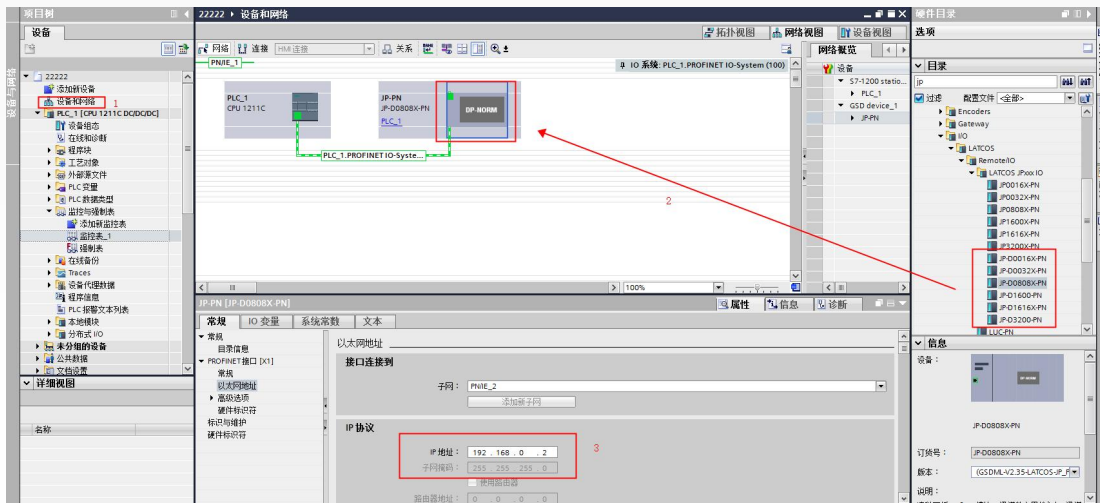 项目树
22222 ▸ 设备和网络
硬件目录
设备
拓扑视图
网络视图
设备视图
选项
网络
连接
HMI 连接
关系
网络概览
PN/IE_1
IO 系统: PLC_1.PROFINET IO-System (100)
设备
目录
22222
添加新设备
设备和网络
1
PLC_1 [CPU 1211C DC/DC/DC]
设备组态
在线和诊断
程序块
工艺对象
外部源文件
PLC 变量
PLC 数据类型
监控与强制表
添加新监控表
监控表_1
强制表
在线备份
Traces
设备代理数据
程序信息
PLC 报警文本列表
本地模块
分布式 I/O
未分组的设备
公共数据
文档设置
详细视图
名称
PLC_1
CPU 1211C
JP-PN
JP-D0808X-PN
PLC_1
DP-NORM
PLC_1.PROFINET IO-Syste...
2
100%
S7-1200 statio...
PLC_1
GSD device_1
JP-PN
jp
过滤
配置文件
<全部>
Encoders
Gateway
I/O
LATCOS
RemoteIO
LATCOS JPxxx IO
JP0016X-PN
JP0032X-PN
JP0808X-PN
JP1600X-PN
JP1616X-PN
JP3200X-PN
JP-D0016X-PN
JP-D0032X-PN
JP-D0808X-PN
JP-D1600-PN
JP-D1616X-PN
JP-D3200-PN
LUC-PN
JP-PN [JP-D0808X-PN]
属性
信息
诊断
常规
IO 变量
系统常数
文本
常规
目录信息
PROFINET接口 [X1]
常规
以太网地址
高级选项
硬件标识符
标识与维护
硬件标识符
以太网地址
接口连接到
子网:
PN/IE_2
添加新子网
IP 协议
IP 地址:
192 . 168 . 0 . 2
3
子网掩码:
255 . 255 . 255 . 0
使用路由器
路由器地址:
0 . 0 . 0 . 0
信息
设备:
DP-NORM
JP-D0808X-PN
订货号:
JP-D0808X-PN
版本:
(GSDML-V2.35-LATCOS-JP_P
说明: